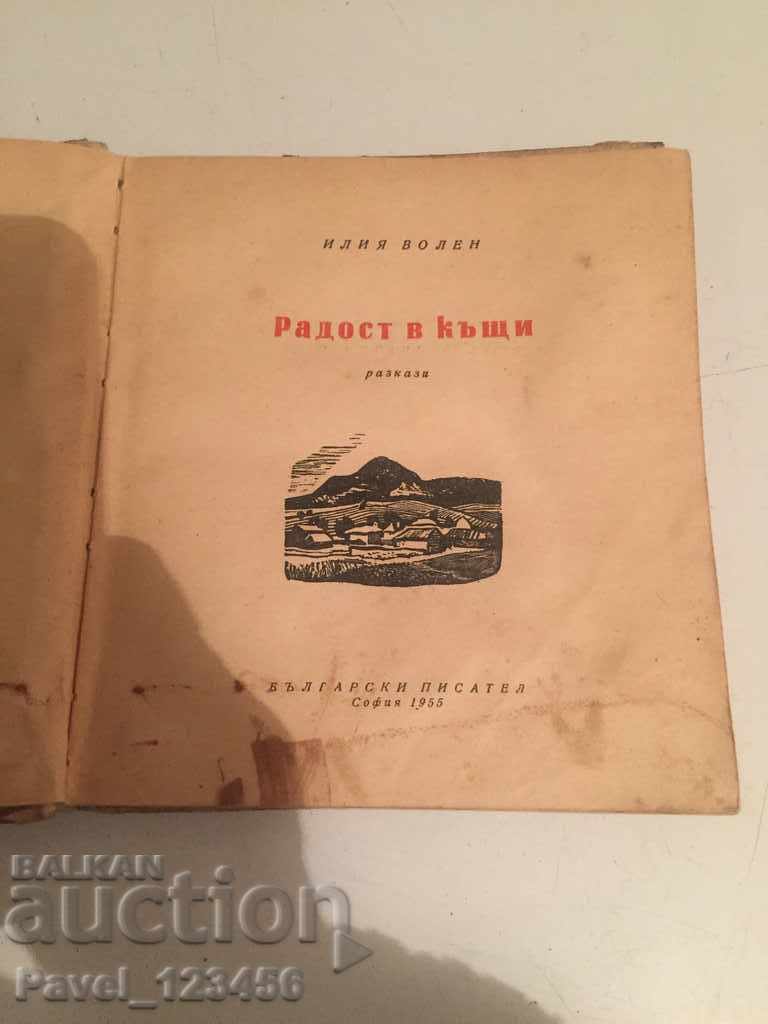 ИЛИЯ ВОЛЕН
Радост в къщи
разкази
БЪЛГАРСКИ ПИСАТЕЛ
София 1955
BALKAN
auction
Pavel_123456